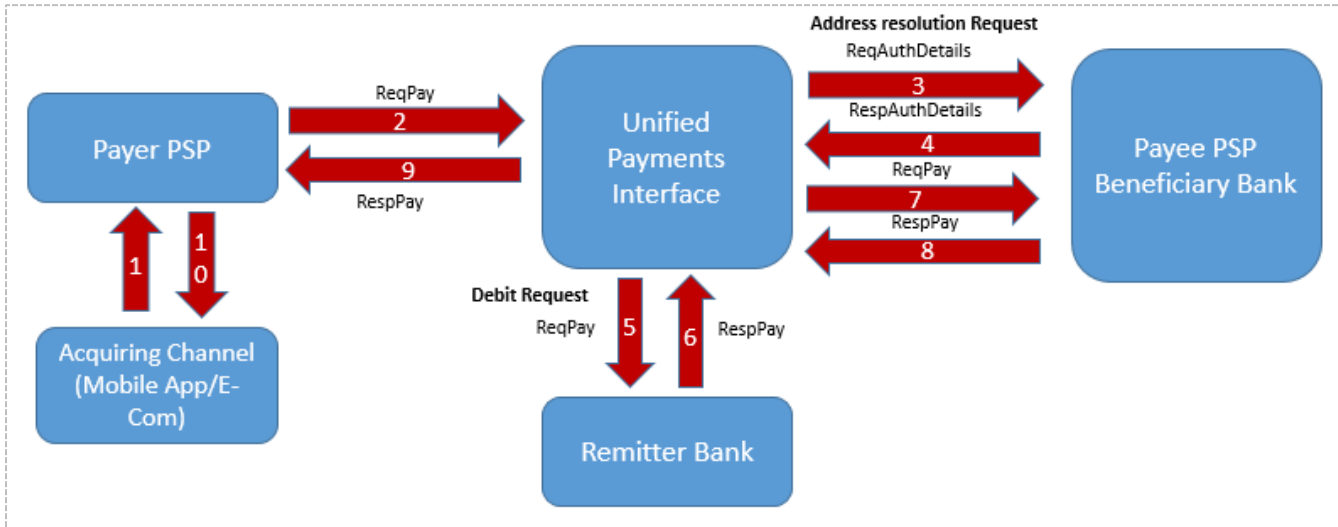 Address resolution Request
ReqAuthDetails
3
RespAuthDetails
4
ReqPay
7
RespPay
8
ReqPay
2
9
RespPay
Payer PSP
Unified
Payments
Interface
Payee PSP
Beneficiary Bank
1
1
0
Debit Request
ReqPay
5
6
RespPay
Acquiring Channel
(Mobile App/E-
Com)
Remitter Bank